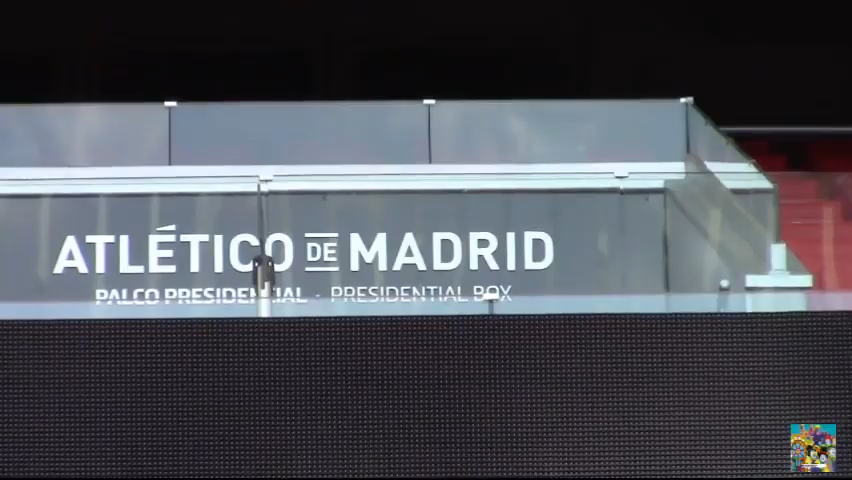 ATLÉTICO DE MADRID
PALCO PRESIDENCIAL - PRESIDENTIAL BOX